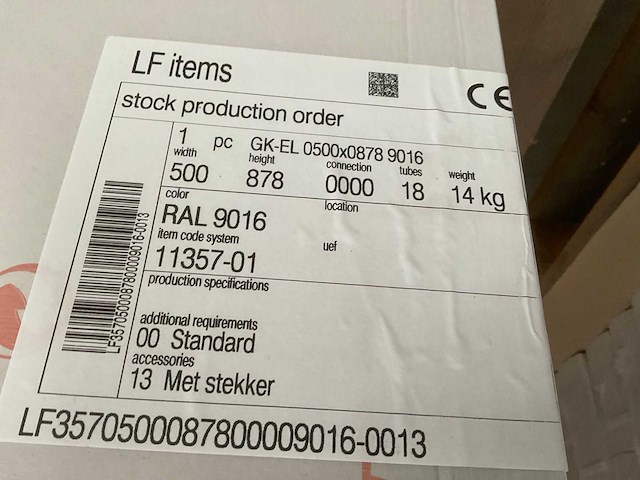 LF items
CE
stock production order
1 pc GK-EL 0500x0878 9016
width height connection tubes weight
500 878 0000 18 14 kg
color location
RAL 9016
item code system uef
11357-01
production specifications
additional requirements
00 Standard
accessories
13 Met stekker
LF3570500087800009016-0013
LF3570500087800009016-0013